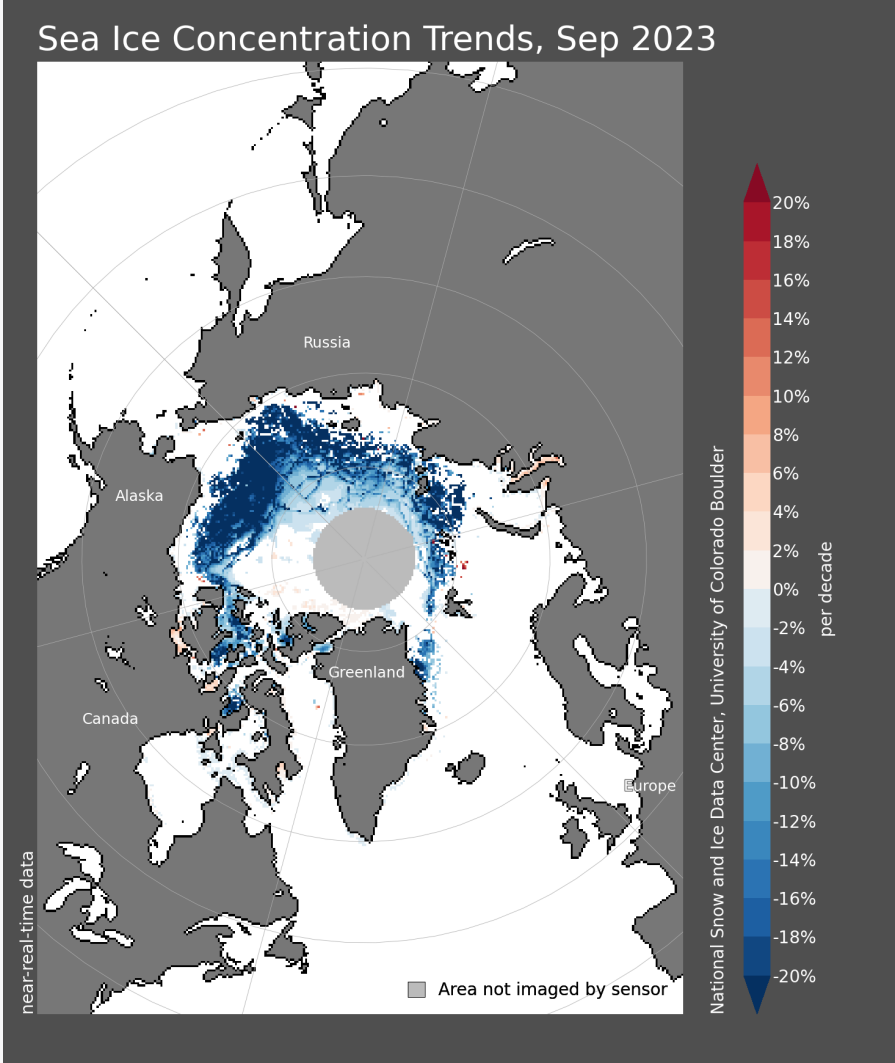 Sea Ice Concentration Trends, Sep 2023
Russia
Alaska
Greenland
Canada
Europe
near-real-time data
Area not imaged by sensor
National Snow and Ice Data Center, University of Colorado Boulder
20%
18%
16%
14%
12%
10%
8%
6%
4%
2%
0%
-2%
-4%
-6%
-8%
-10%
-12%
-14%
-16%
-18%
-20%
per decade